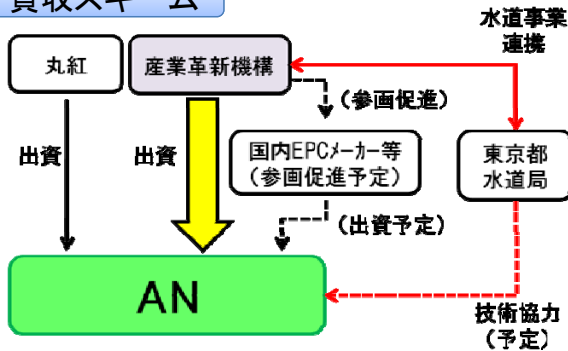 買収スキーム
水道事業
連携
丸紅
産業革新機構
(参画促進)
出資
出資
国内EPCメーカー等
(参画促進予定)
東京都
水道局
(出資予定)
AN
技術協力
(予定)